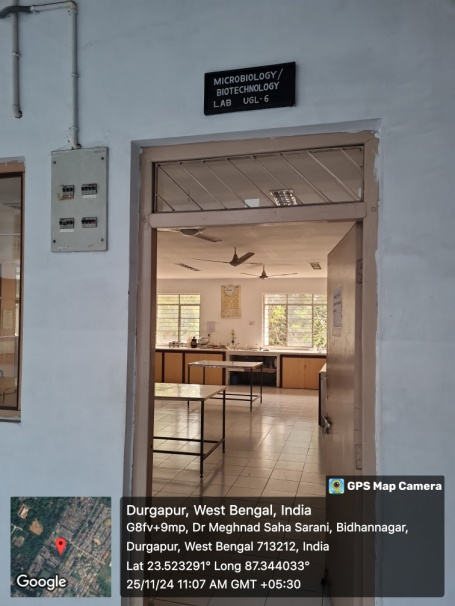 MICROBIOLOGY/
BIOTECHNOLOGY
LAB UGL-6
GPS Map Camera
Durgapur, West Bengal, India
G8fv+9mp, Dr Meghnad Saha Sarani, Bidhannagar,
Durgapur, West Bengal 713212, India
Lat 23.523291° Long 87.344033°
25/11/24 11:07 AM GMT +05:30
Google